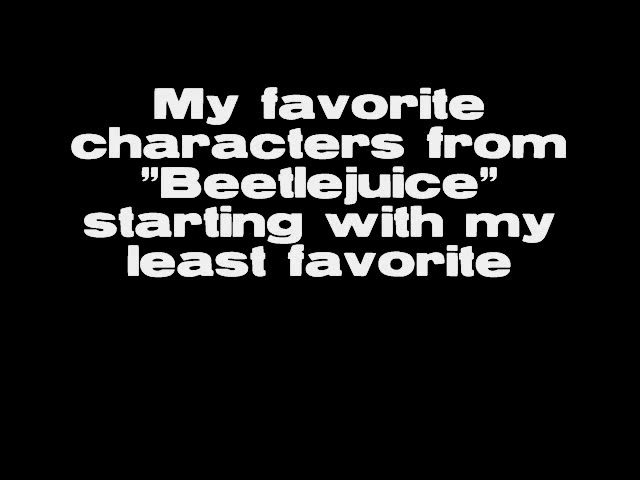 My favorite
characters from
"Beetlejuice"
starting with my
least favorite